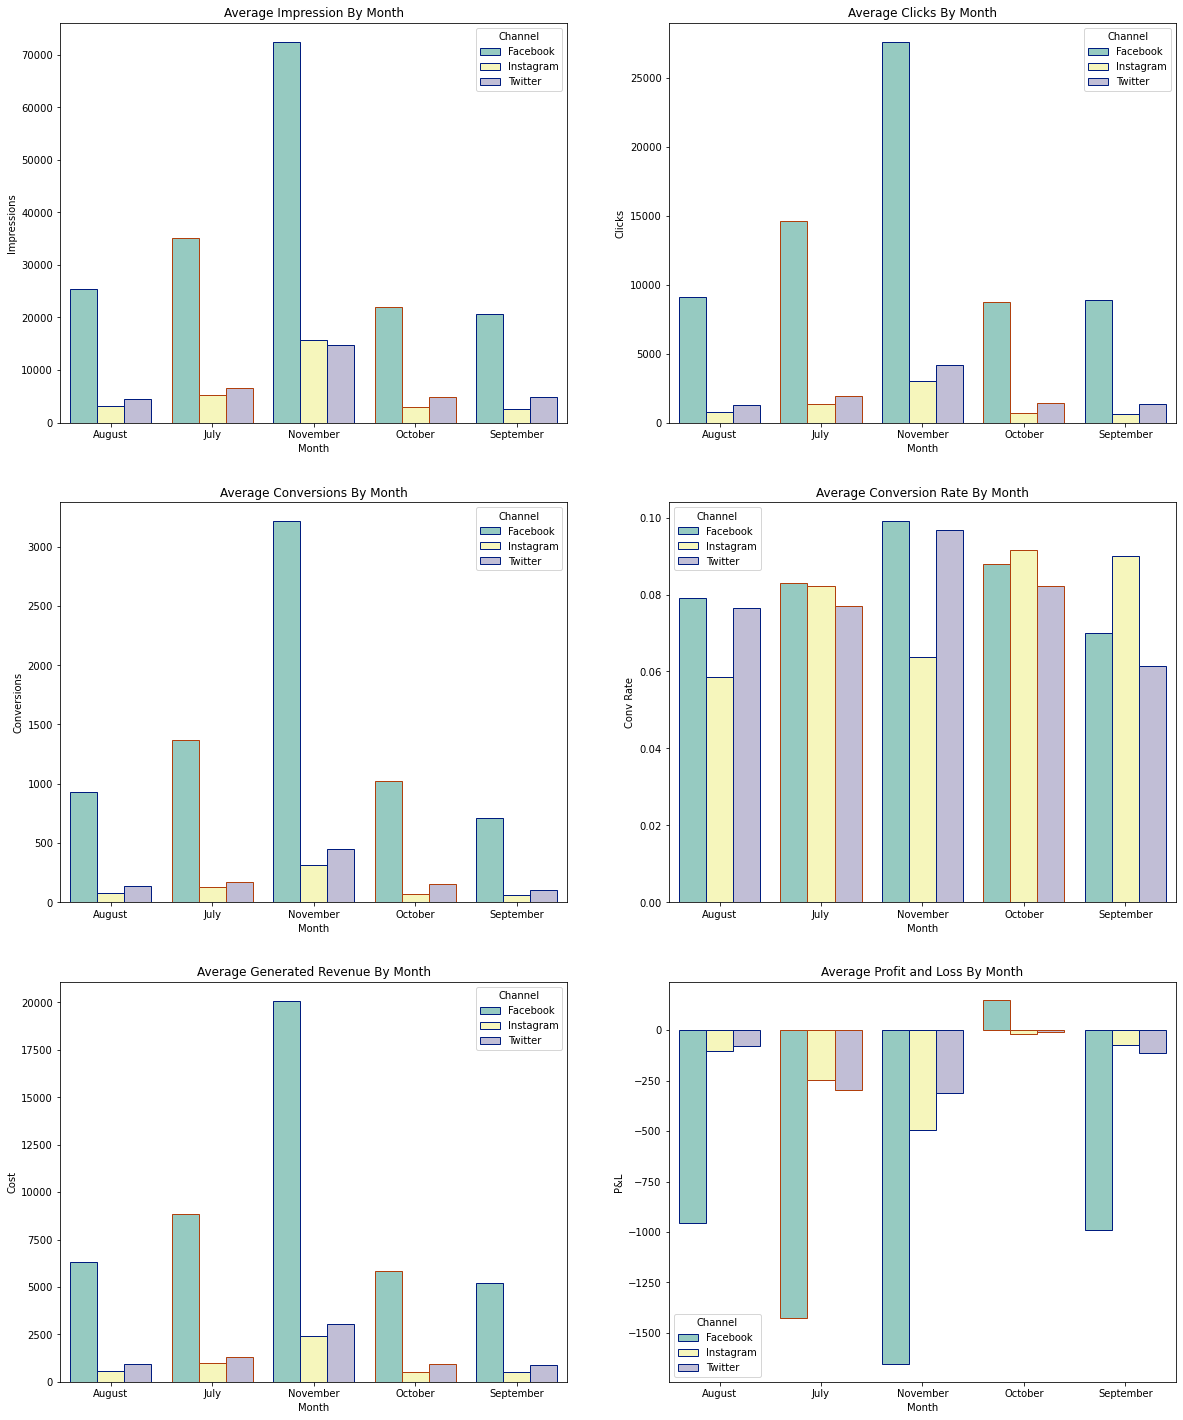 Average Impression By Month
Impressions
70000
60000
50000
40000
30000
20000
10000
0
August July November October September
Month
Channel
Facebook
Instagram
Twitter
Average Clicks By Month
Clicks
25000
20000
15000
10000
5000
0
August July November October September
Month
Channel
Facebook
Instagram
Twitter
Average Conversions By Month
Conversions
3000
2500
2000
1500
1000
500
0
August July November October September
Month
Channel
Facebook
Instagram
Twitter
Average Conversion Rate By Month
Conv Rate
0.10
0.08
0.06
0.04
0.02
0.00
August July November October September
Month
Channel
Facebook
Instagram
Twitter
Average Generated Revenue By Month
Cost
20000
17500
15000
12500
10000
7500
5000
2500
0
August July November October September
Month
Channel
Facebook
Instagram
Twitter
Average Profit and Loss By Month
P&L
0
−250
−500
−750
−1000
−1250
−1500
August July November October September
Month
Channel
Facebook
Instagram
Twitter